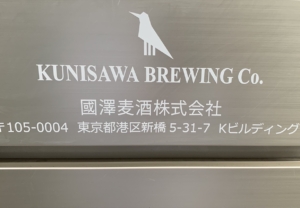 KUNISAWA BREWING Co.
國澤麦酒株式会社
〒105-0004 東京都港区新橋 5-31-7 Kビルディング